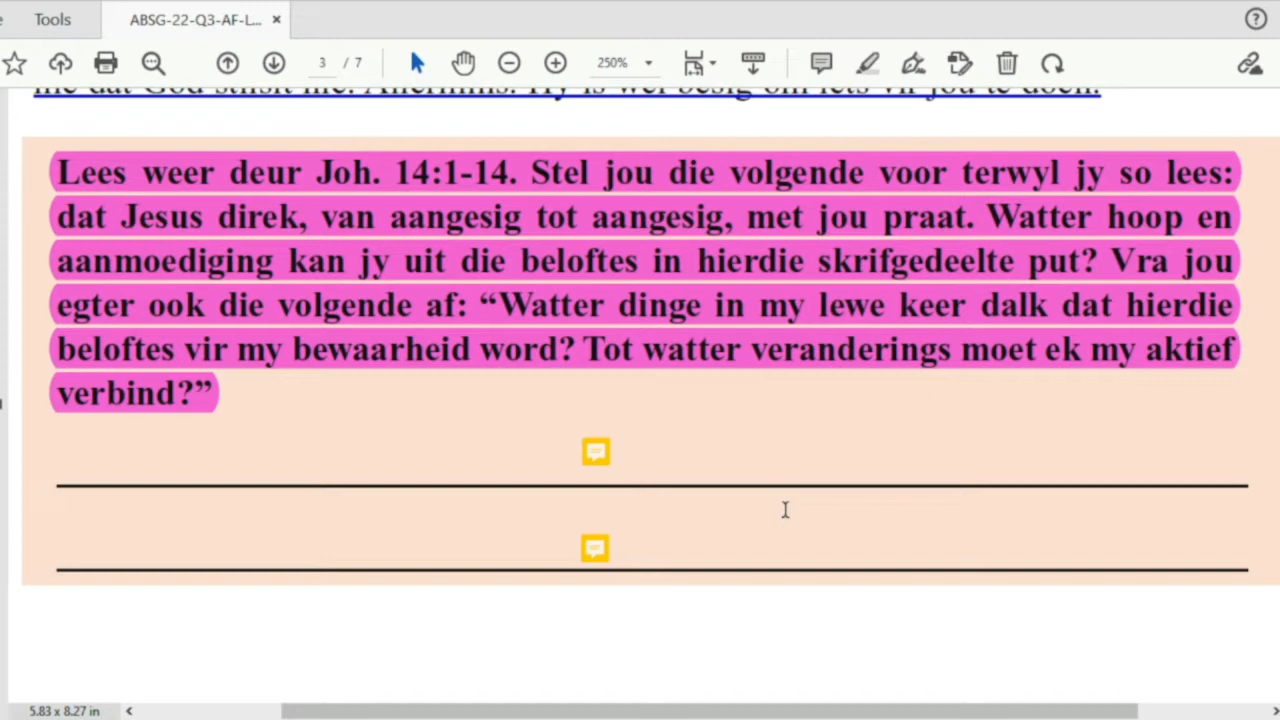 Tools
ABSG-22-Q3-AF-L... ×
3 / 7
250%
Lees weer deur Joh. 14:1-14. Stel jou die volgende voor terwyl jy so lees:
dat Jesus direk, van aangesig tot aangesig, met jou praat. Watter hoop en
aanmoediging kan jy uit die beloftes in hierdie skrifgedeelte put? Vra jou
egter ook die volgende af: “Watter dinge in my lewe keer dalk dat hierdie
beloftes vir my bewaarheid word? Tot watter veranderings moet ek my aktief
verbind?”
5.83 x 8.27 in